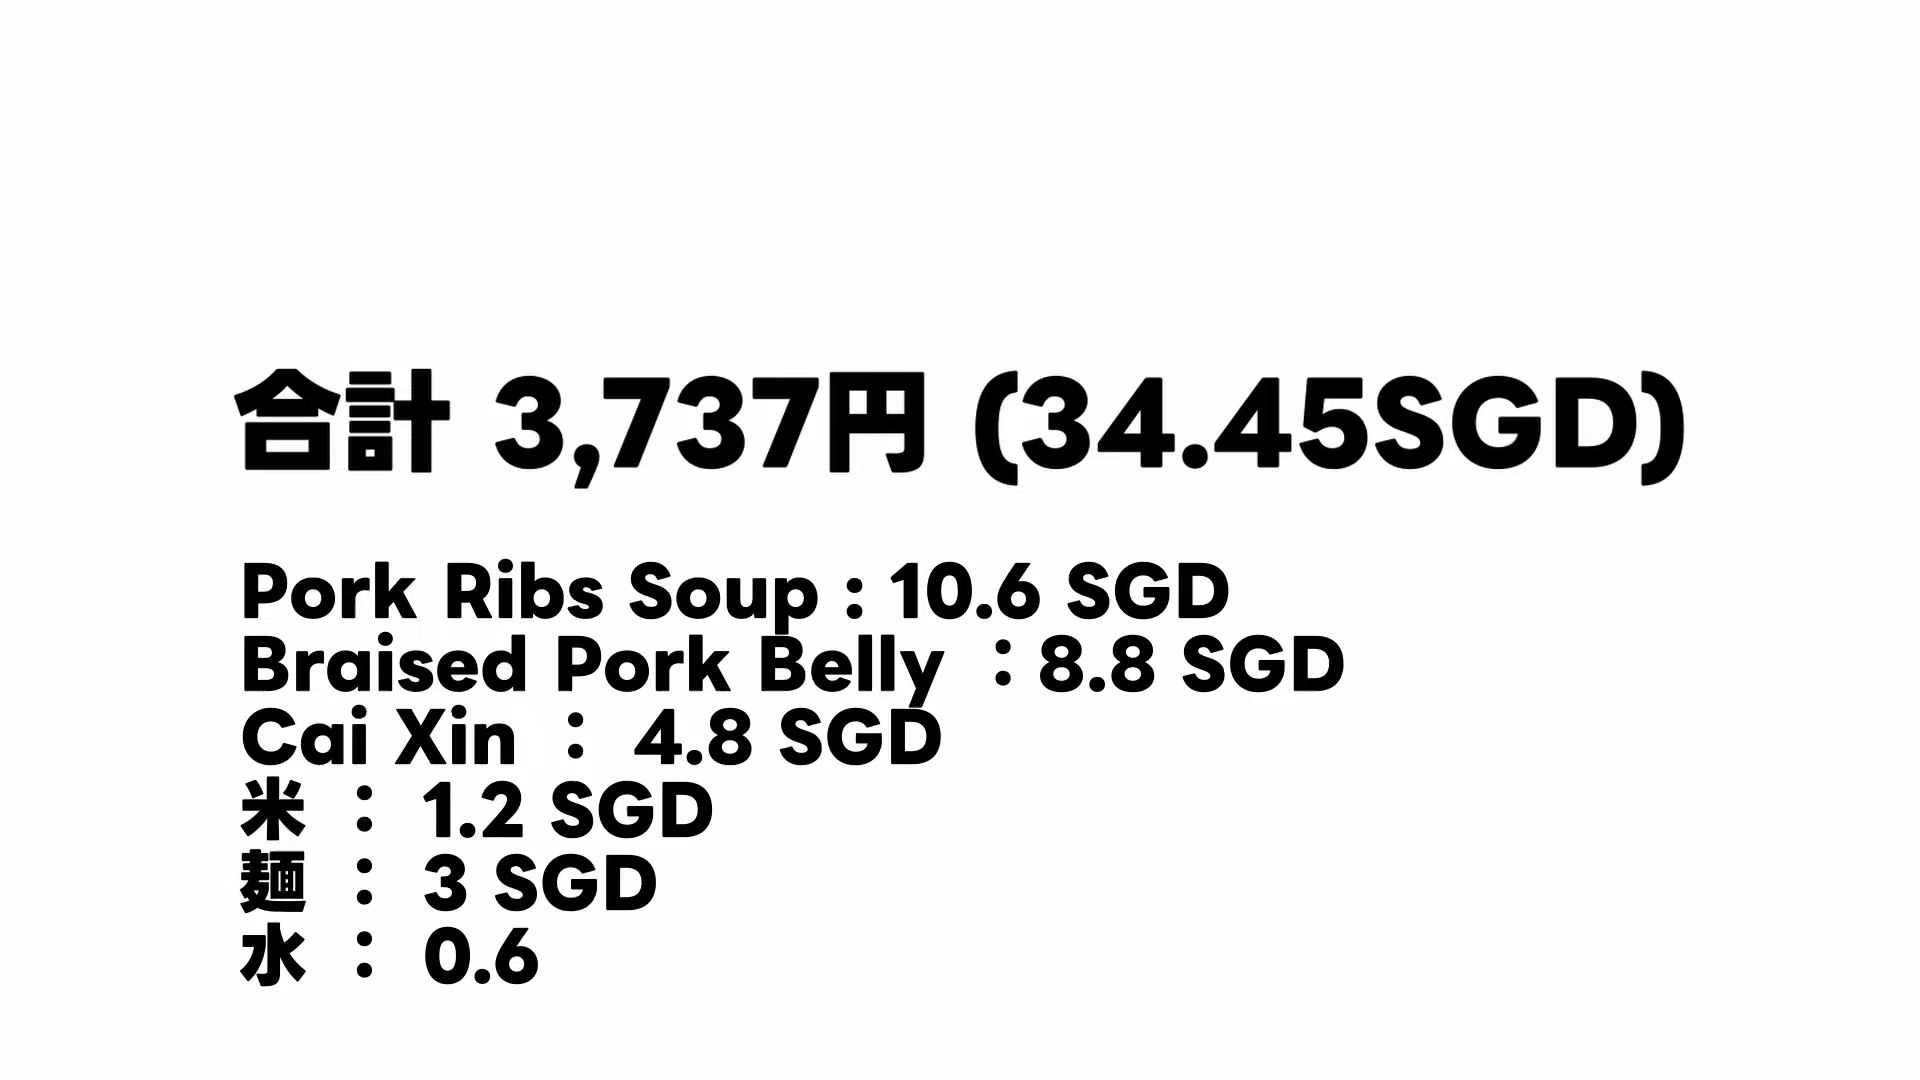 合計 3,737円 (34.45SGD)
Pork Ribs Soup : 10.6 SGD
Braised Pork Belly ：8.8 SGD
Cai Xin ： 4.8 SGD
米 ： 1.2 SGD
麺 ： 3 SGD
水 ： 0.6